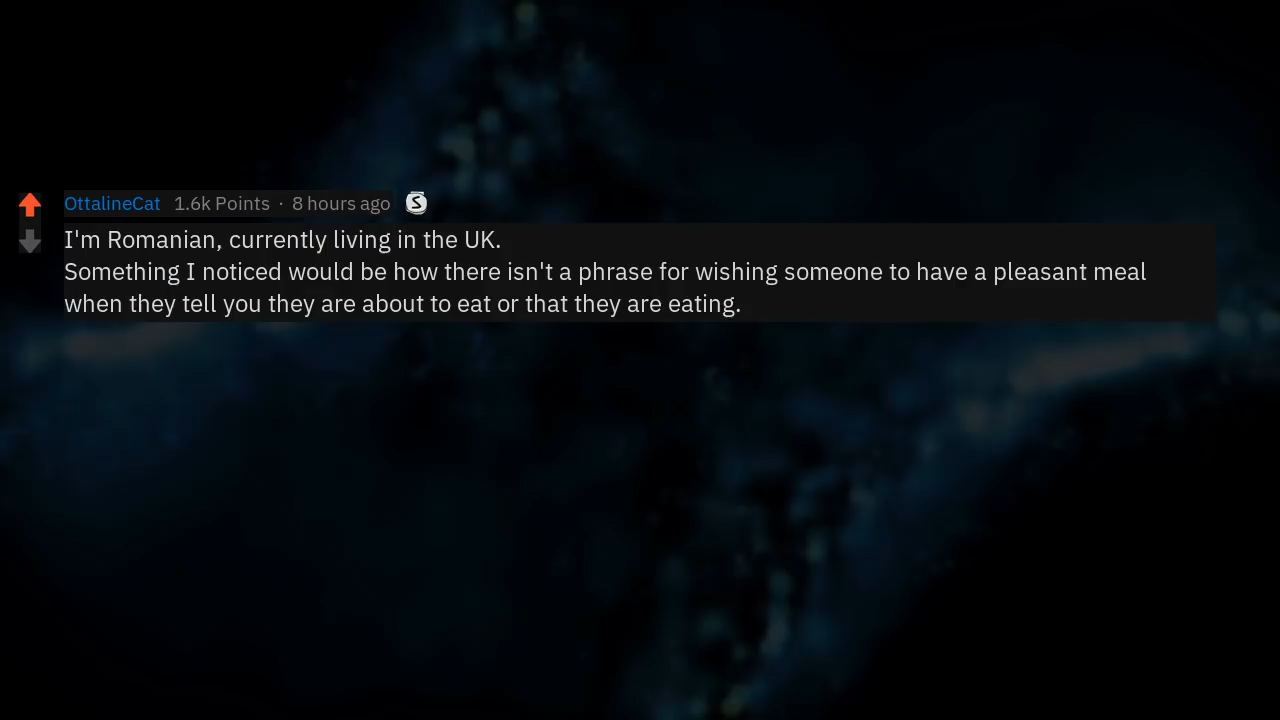 OttalineCat 1.6k Points · 8 hours ago S
I'm Romanian, currently living in the UK.
Something I noticed would be how there isn't a phrase for wishing someone to have a pleasant meal
when they tell you they are about to eat or that they are eating.